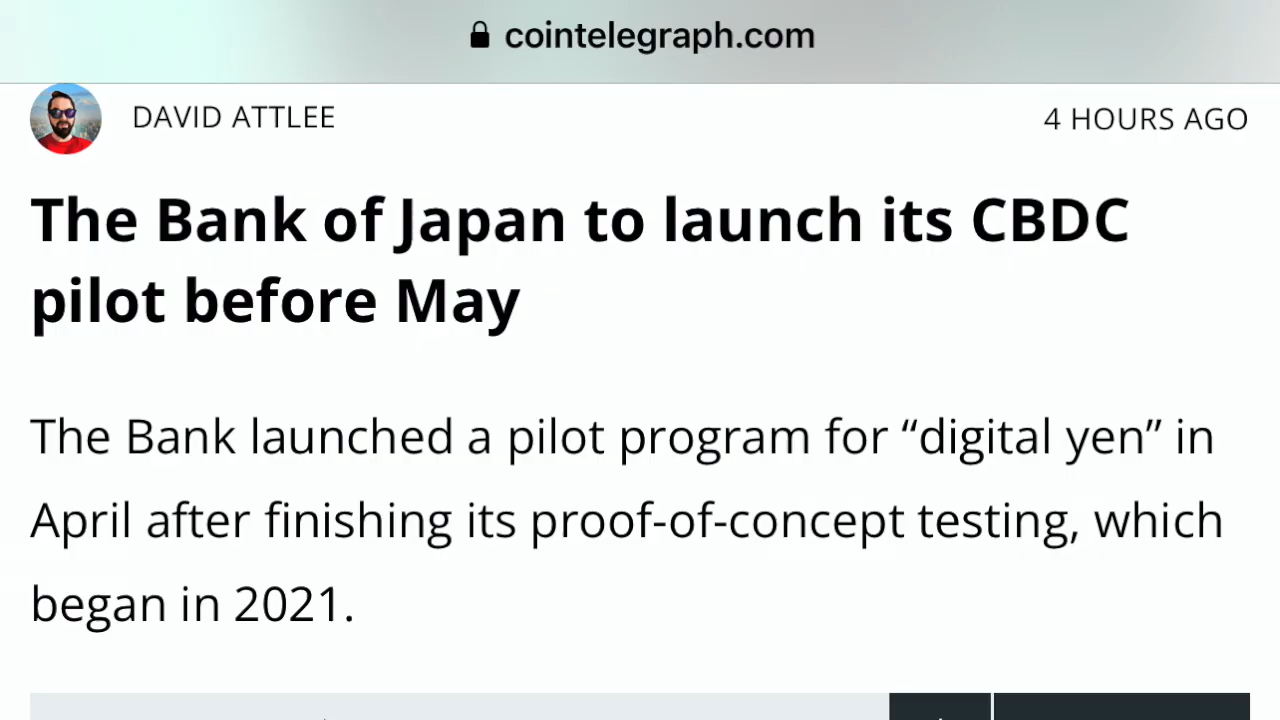 cointelegraph.com
DAVID ATTLEE
4 HOURS AGO
The Bank of Japan to launch its CBDC
pilot before May
The Bank launched a pilot program for “digital yen” in
April after finishing its proof-of-concept testing, which
began in 2021.